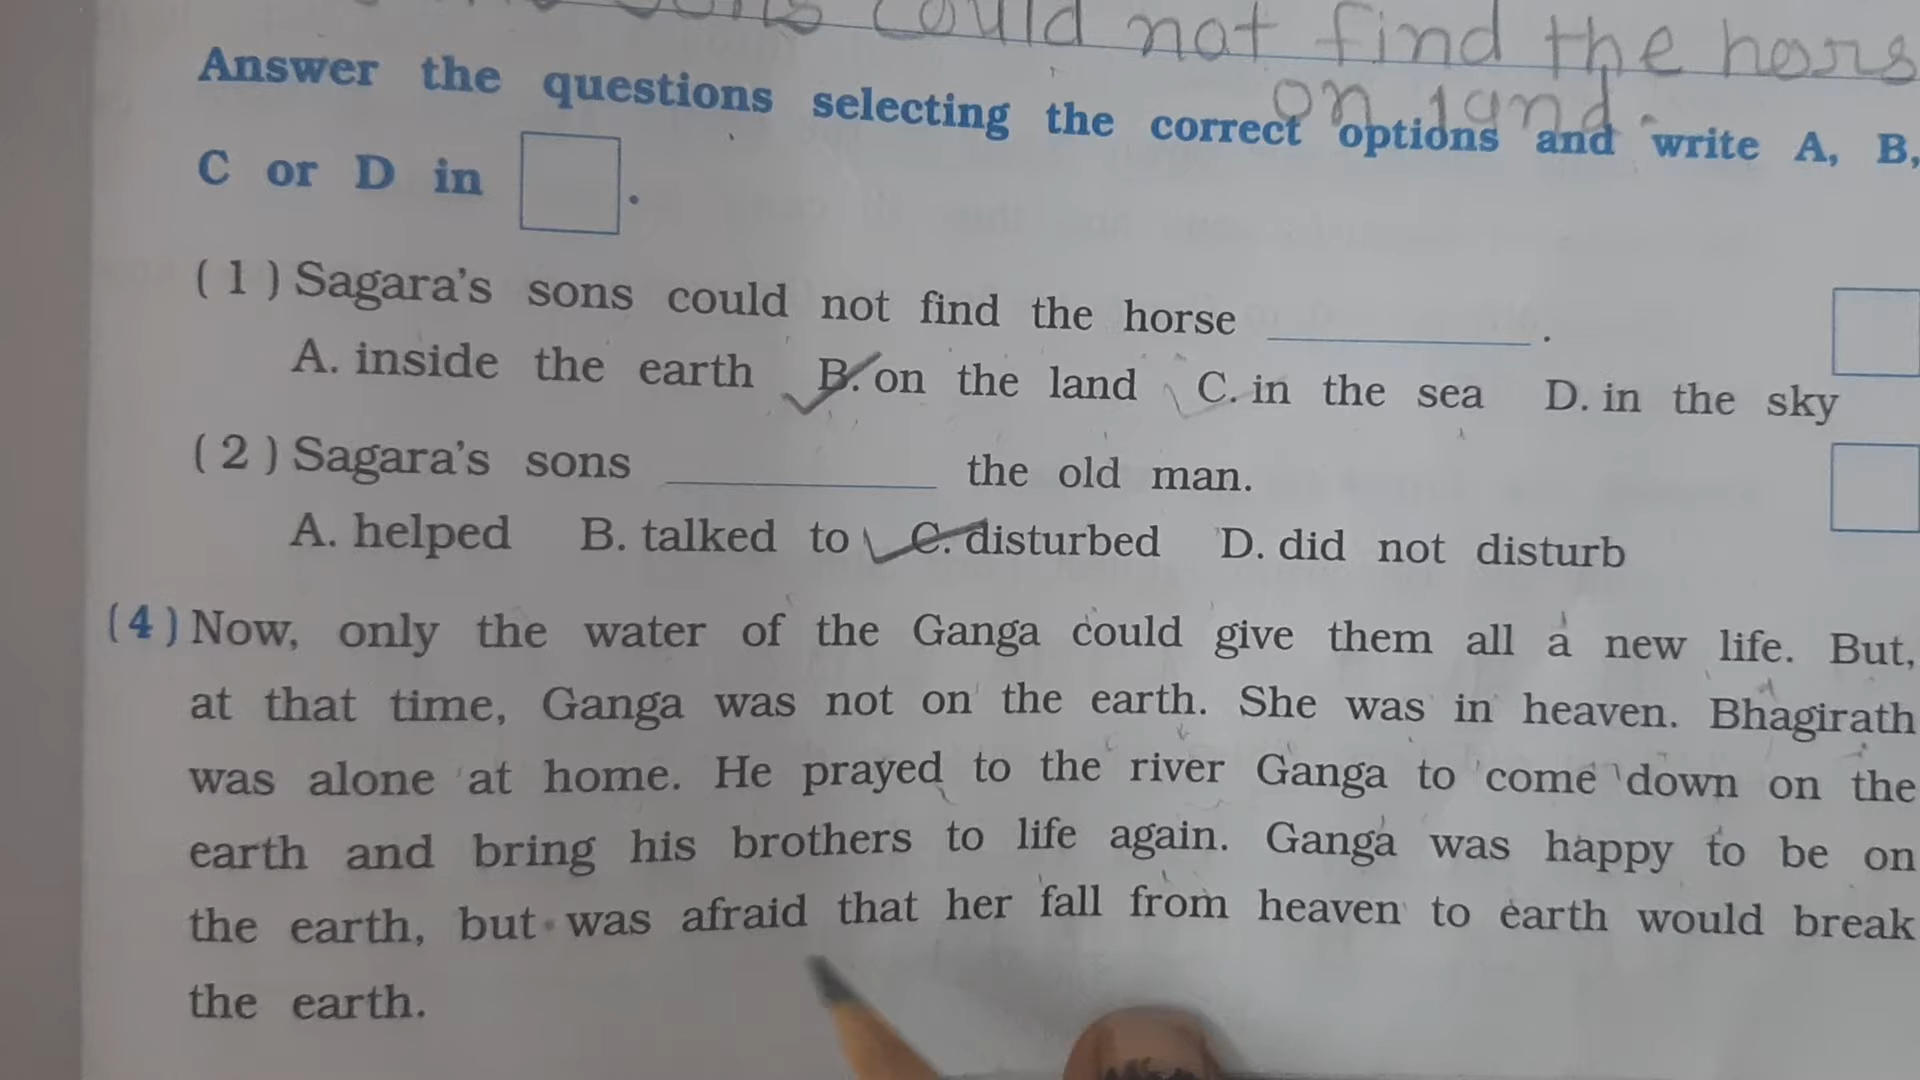 could not find the hors
on land.
Answer the questions selecting the correct options and write A, B,
C or D in .
( 1 ) Sagara's sons could not find the horse ____________ .
A. inside the earth B. on the land C. in the sea D. in the sky
( 2 ) Sagara's sons ____________ the old man.
A. helped B. talked to C. disturbed D. did not disturb
( 4 ) Now, only the water of the Ganga could give them all a new life. But,
at that time, Ganga was not on the earth. She was in heaven. Bhagirath
was alone at home. He prayed to the river Ganga to come down on the
earth and bring his brothers to life again. Ganga was happy to be on
the earth, but was afraid that her fall from heaven to earth would break
the earth.